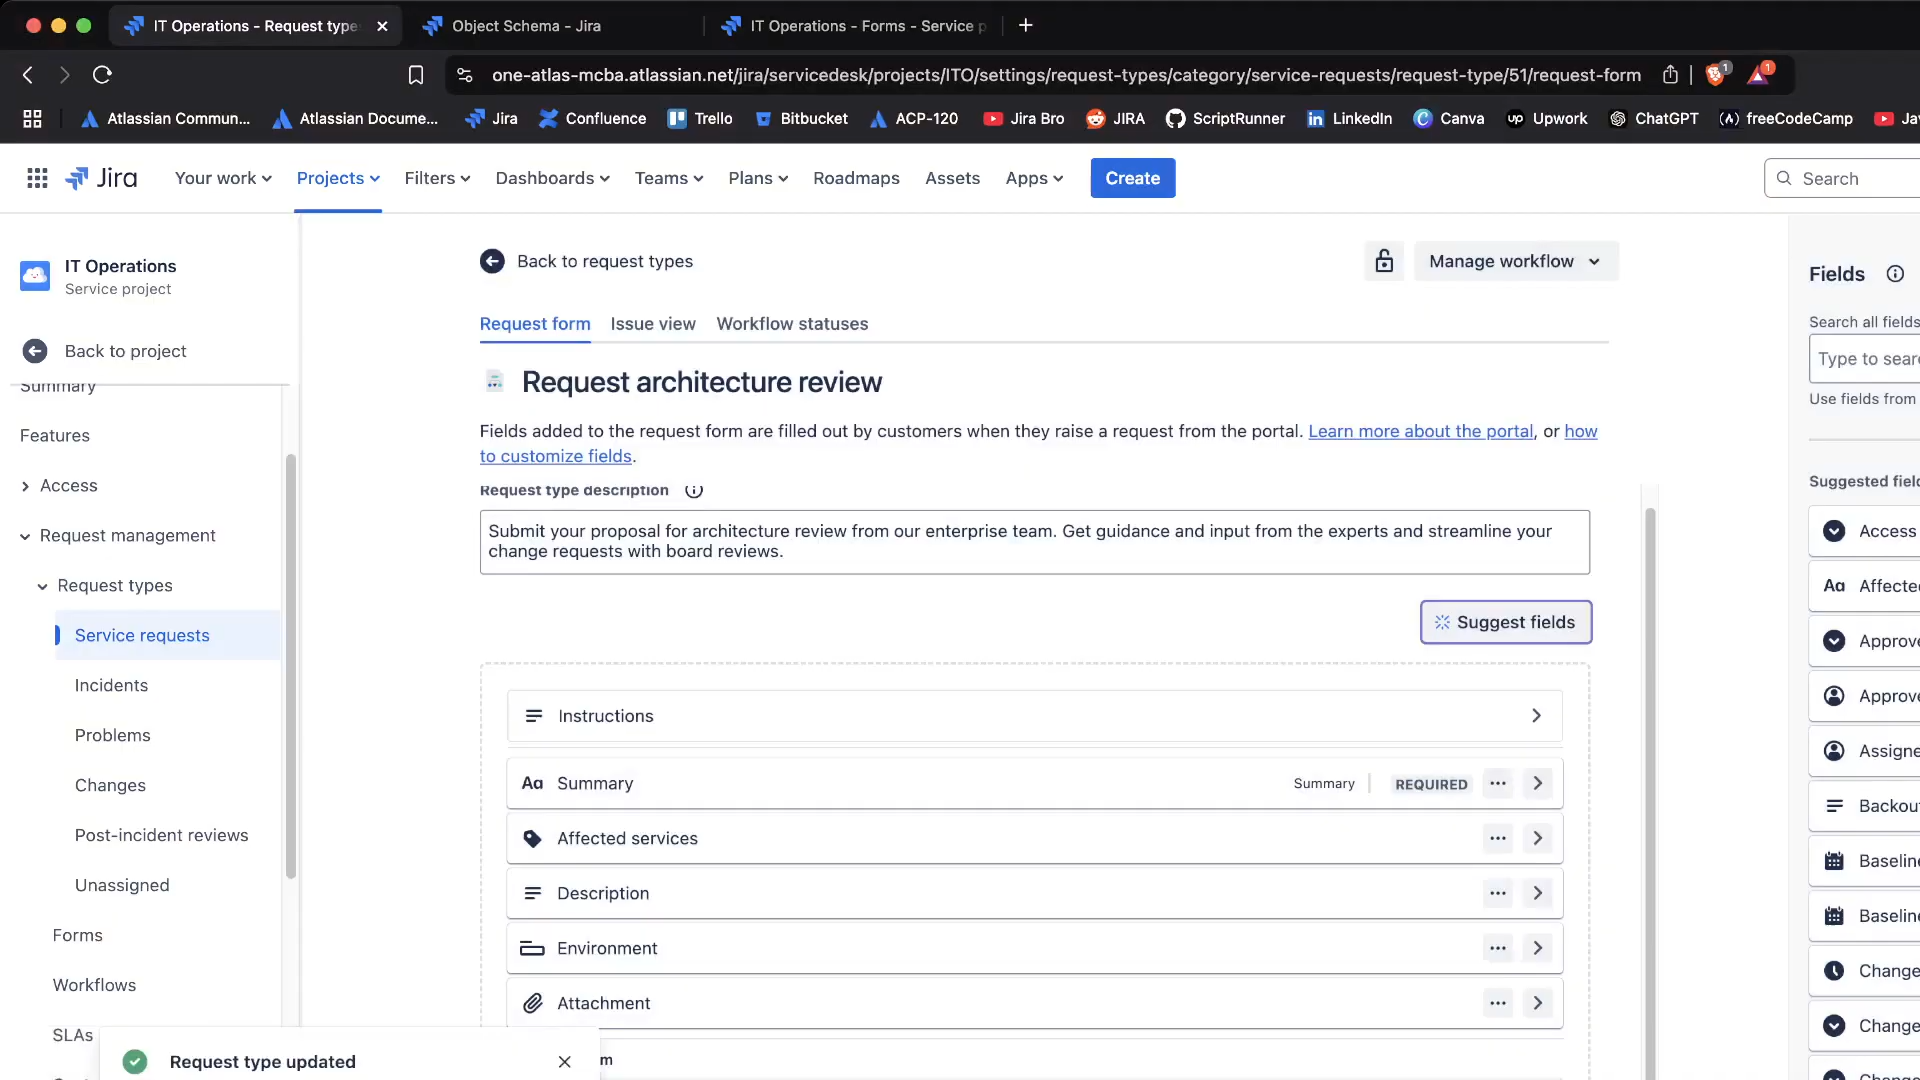 IT Operations - Request type
Object Schema - Jira
IT Operations - Forms - Service p
one-atlas-mcba.atlassian.net/jira/servicedesk/projects/ITO/settings/request-types/category/service-requests/request-type/51/request-form
1
1
Atlassian Commun...
Atlassian Docume...
Jira
Confluence
Trello
Bitbucket
ACP-120
Jira Bro
JIRA
ScriptRunner
LinkedIn
Canva
Upwork
ChatGPT
freeCodeCamp
Jav
Jira
Your work
Projects
Filters
Dashboards
Teams
Plans
Roadmaps
Assets
Apps
Create
Search
IT Operations
Service project
Back to project
Summary
Features
Access
Request management
Request types
Service requests
Incidents
Problems
Changes
Post-incident reviews
Unassigned
Forms
Workflows
SLAs
Back to request types
Manage workflow
Request form
Issue view
Workflow statuses
Request architecture review
Fields added to the request form are filled out by customers when they raise a request from the portal. Learn more about the portal, or how
to customize fields.
Request type description
Submit your proposal for architecture review from our enterprise team. Get guidance and input from the experts and streamline your
change requests with board reviews.
Suggest fields
Instructions
Aa Summary Summary REQUIRED
Affected services
Description
Environment
Attachment
m
Request type updated
Fields
Search all fields
Type to sear
Use fields from
Suggested field
Access
Aa Affected
Approve
Approve
Assigne
Backou
Baseline
Baseline
Change
Change
Change